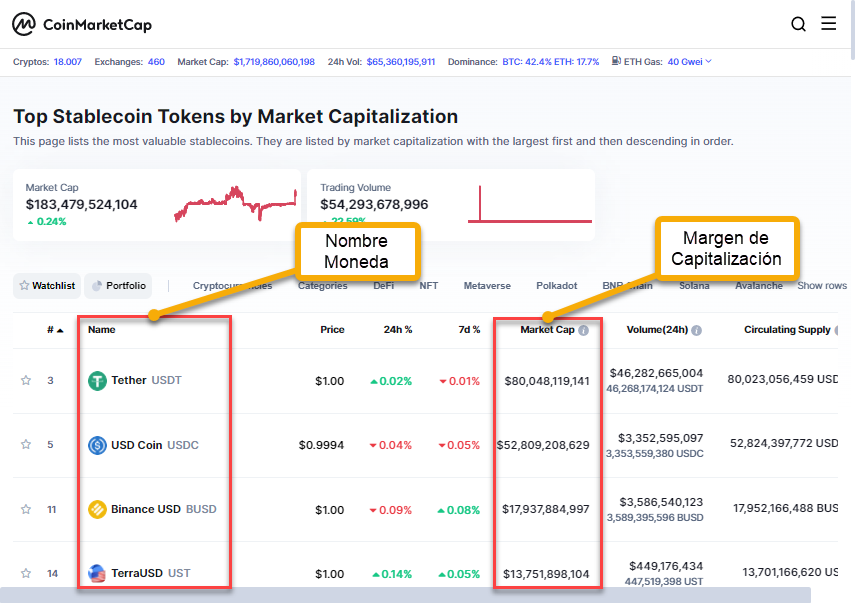 CoinMarketCap
Cryptos: 18.007 Exchanges: 460 Market Cap: $1,719,860,060,198 24h Vol: $65,360,195,911 Dominance: BTC: 42.4% ETH: 17.7% ETH Gas: 40 Gwei
Top Stablecoin Tokens by Market Capitalization
This page lists the most valuable stablecoins. They are listed by market capitalization with the largest first and then descending in order.
Market Cap
$183,479,524,104
0.24%
Trading Volume
$54,293,678,996
22.59%
Nombre
Moneda
Margen de
Capitalización
Watchlist Portfolio Cryptocurrencies Categories DeFi NFT Metaverse Polkadot BNB Chain Solana Avalanche Show rows
# Name Price 24h % 7d % Market Cap Volume(24h) Circulating Supply
3 Tether USDT $1.00 0.02% 0.01% $80,048,119,141 $46,282,665,004 80,023,056,459 USD
46,268,174,124 USDT
5 USD Coin USDC $0.9994 0.04% 0.05% $52,809,208,629 $3,352,595,097 52,824,397,772 USD
3,353,559,380 USDC
11 Binance USD BUSD $1.00 0.09% 0.08% $17,937,884,997 $3,586,540,123 17,952,166,488 BUS
3,589,395,596 BUSD
14 TerraUSD UST $1.00 0.14% 0.05% $13,751,898,104 $449,176,434 13,701,166,620 US
447,519,398 UST